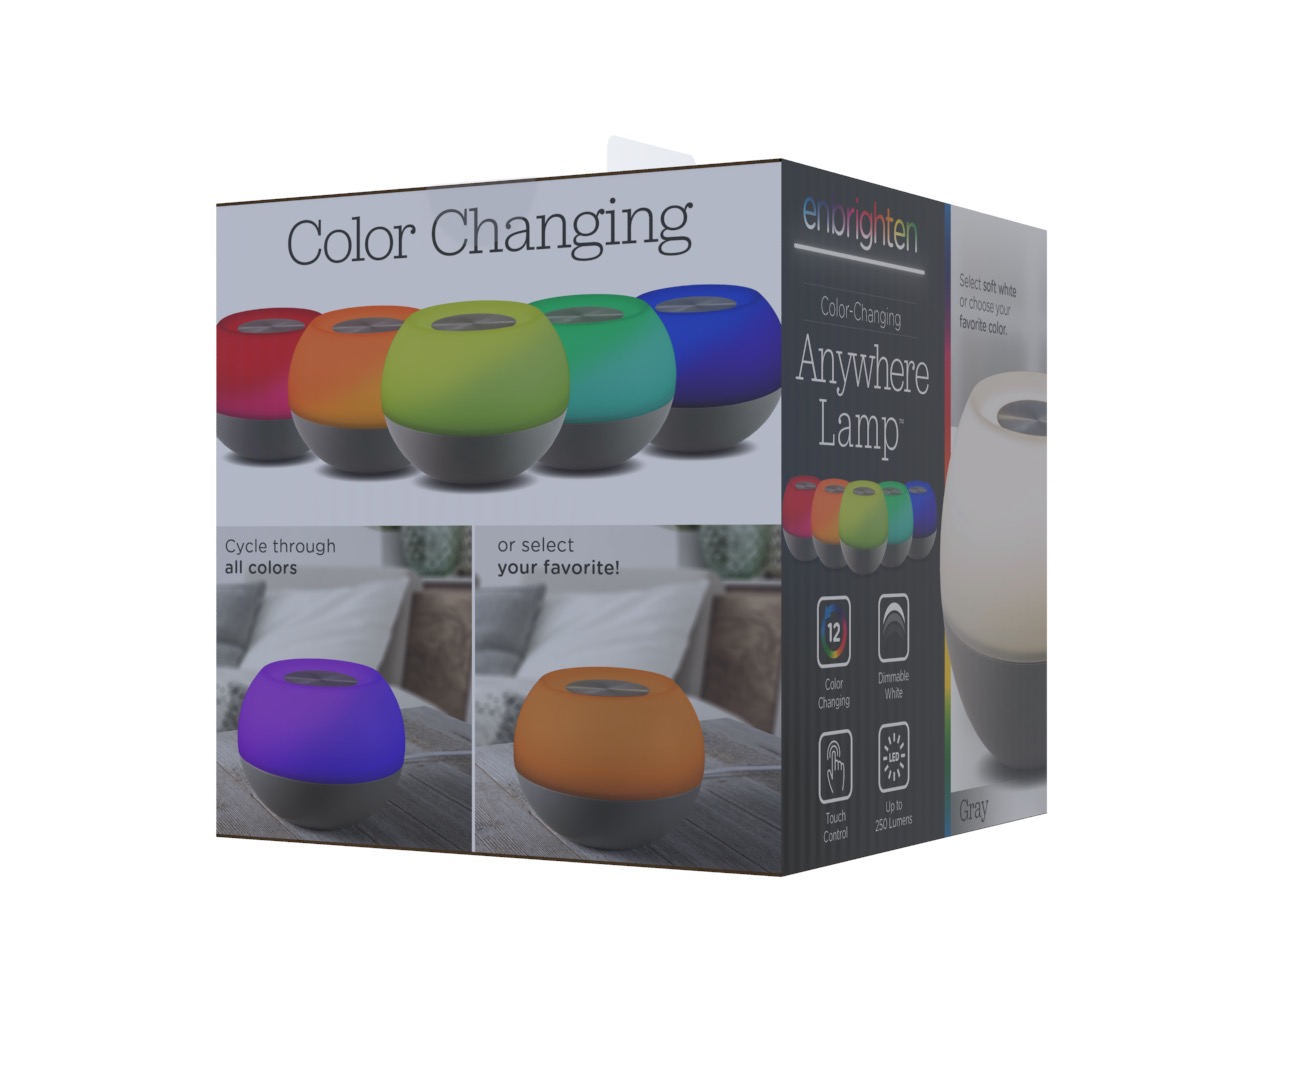 Color Changing
Cycle through
all colors
or select
your favorite!
enbrighten
Color-Changing
Anywhere
Lamp™
12
Color
Changing
Dimmable
White
Touch
Control
LED
Up to
250 Lumens
Select soft white
or choose your
favorite color.
Gray